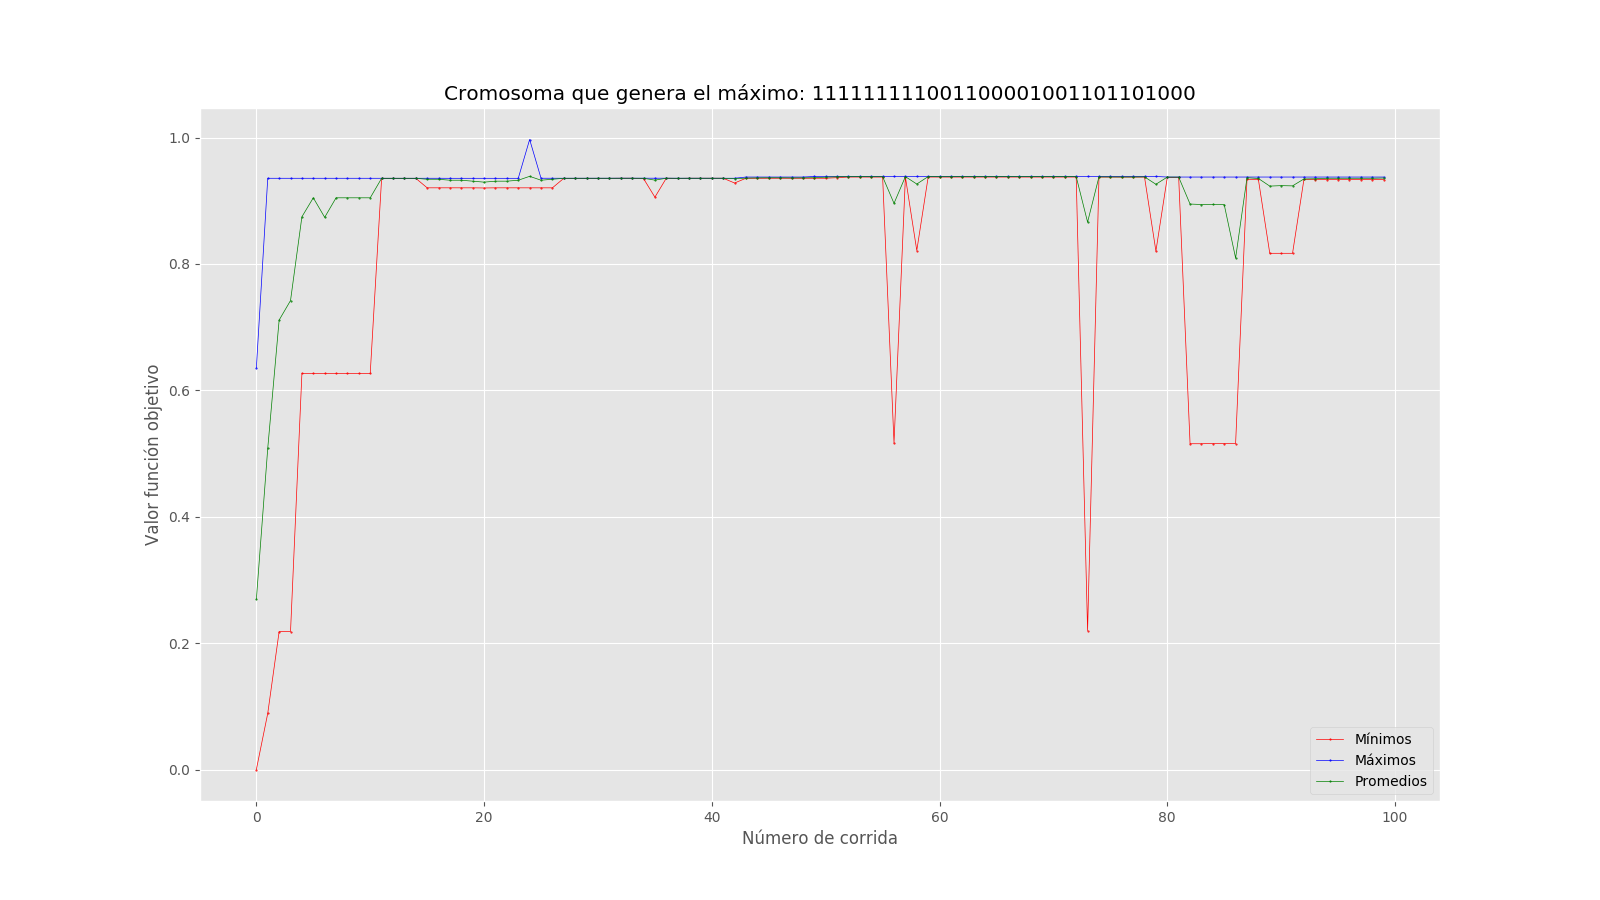 Cromosoma que genera el máximo: 111111111001100001001101101000
1.0
0.8
0.6
0.4
0.2
0.0
Valor función objetivo
0 20 40 60 80 100
Número de corrida
Mínimos
Máximos
Promedios